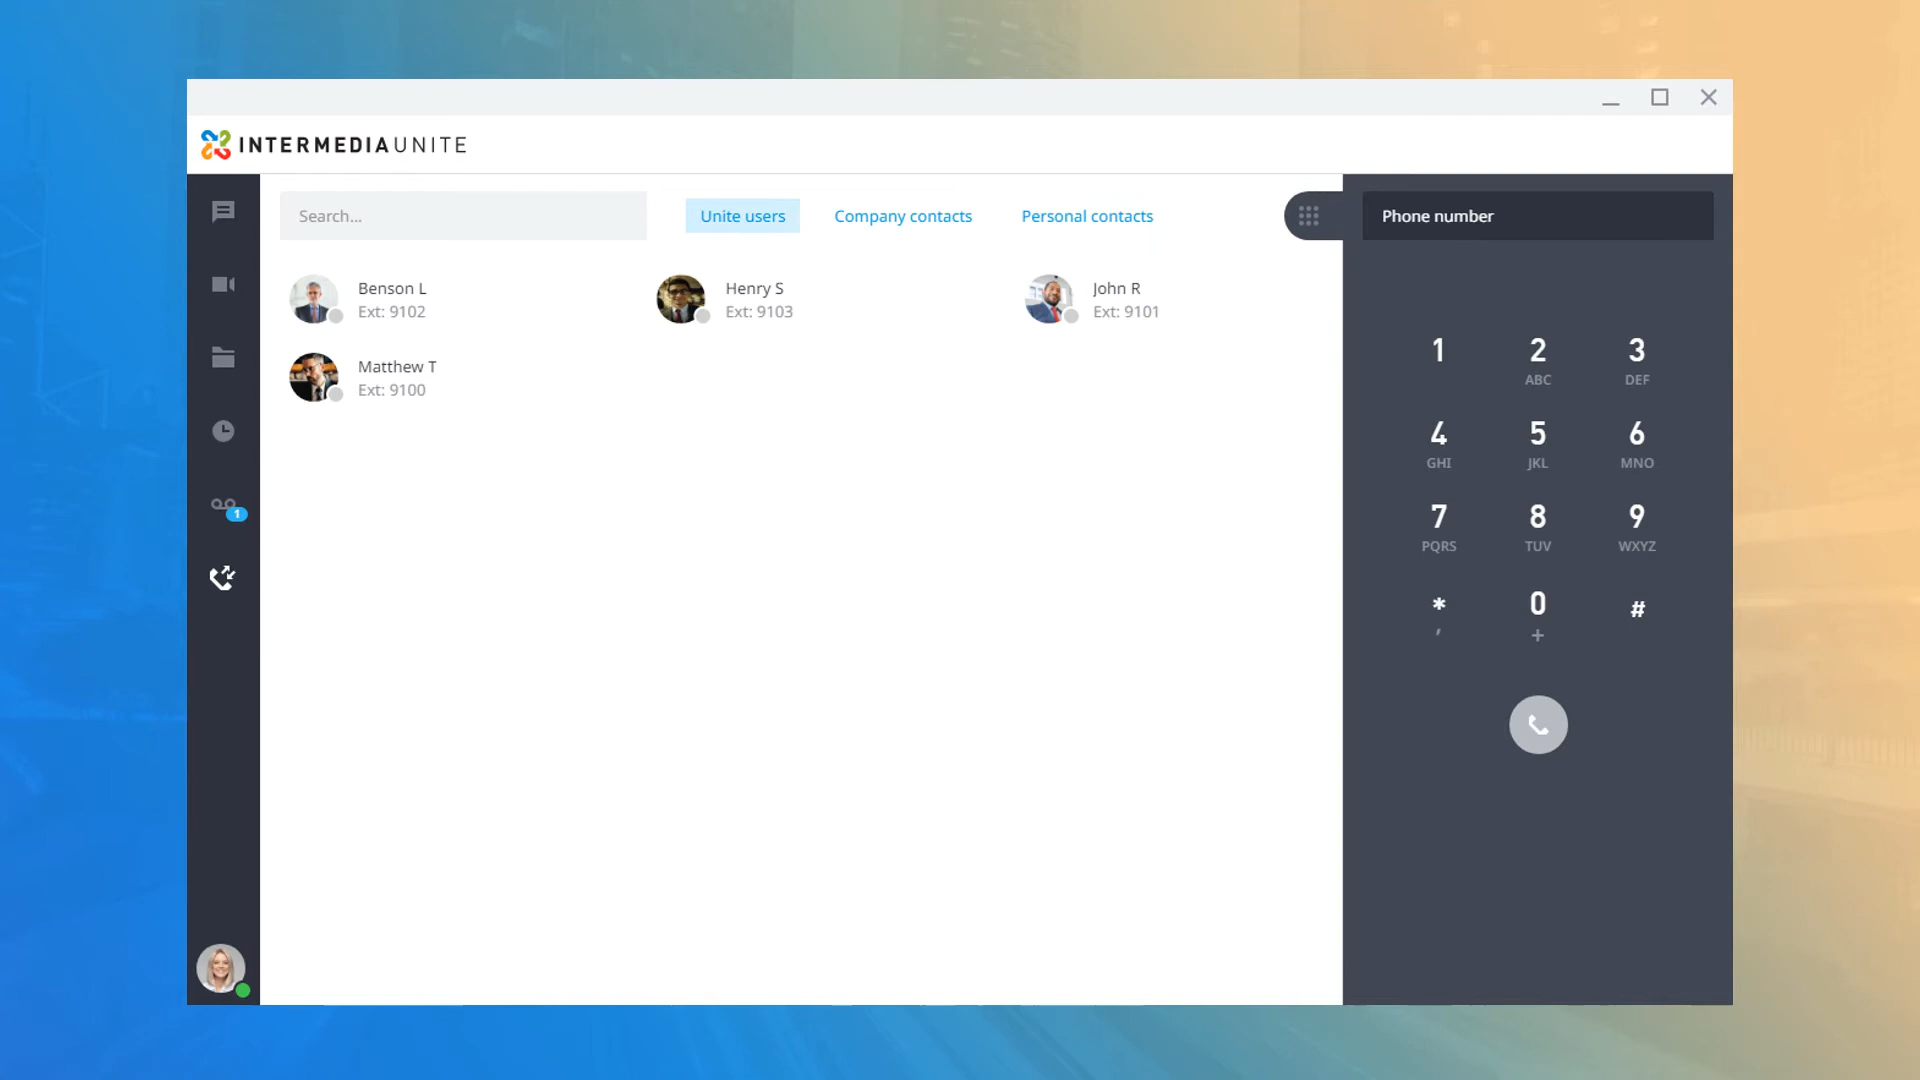 INTERMEDIA UNITE
Search...
Unite users
Company contacts
Personal contacts
Phone number
Benson L
Ext: 9102
Henry S
Ext: 9103
John R
Ext: 9101
Matthew T
Ext: 9100
1
1
2
ABC
3
DEF
4
GHI
5
JKL
6
MNO
7
PQRS
8
TUV
9
WXYZ
*
,
0
+
#